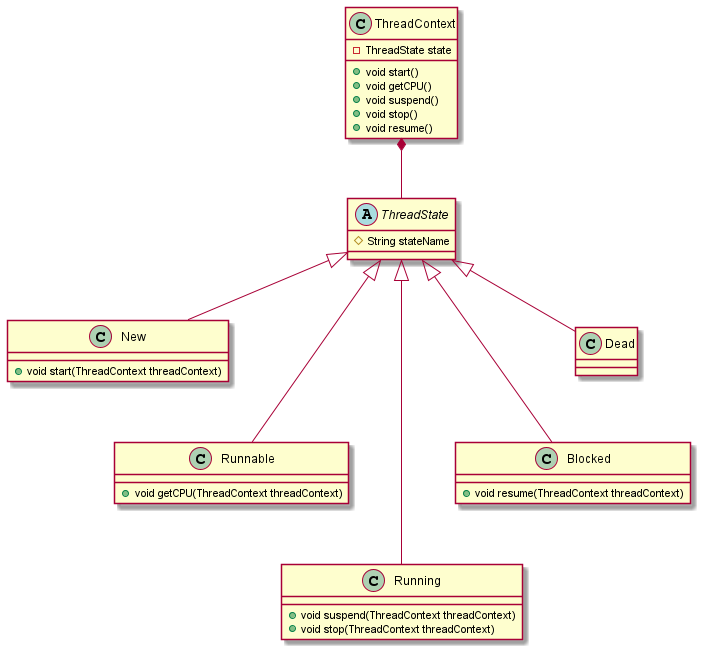 C ThreadContext
ThreadState state
void start()
void getCPU()
void suspend()
void stop()
void resume()
A ThreadState
String stateName
C New
void start(ThreadContext threadContext)
C Dead
C Runnable
void getCPU(ThreadContext threadContext)
C Blocked
void resume(ThreadContext threadContext)
C Running
void suspend(ThreadContext threadContext)
void stop(ThreadContext threadContext)